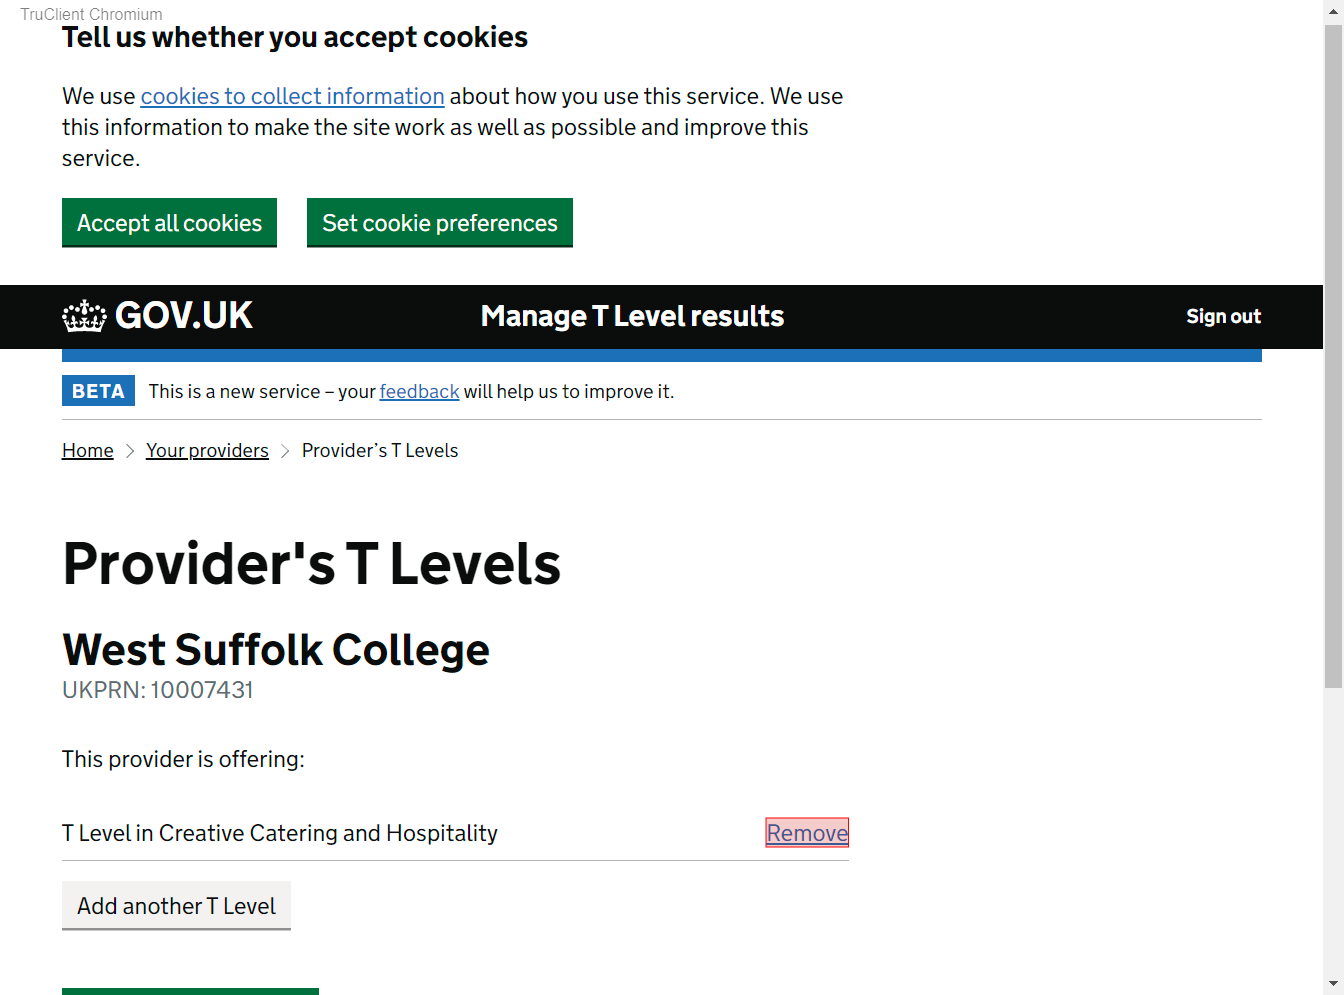 TruClient Chromium
Tell us whether you accept cookies
We use cookies to collect information about how you use this service. We use
this information to make the site work as well as possible and improve this
service.
Accept all cookies
Set cookie preferences
GOV.UK
Manage T Level results
Sign out
BETA
This is a new service – your feedback will help us to improve it.
Home
Your providers
Provider’s T Levels
Provider's T Levels
West Suffolk College
UKPRN: 10007431
This provider is offering:
T Level in Creative Catering and Hospitality
Remove
Add another T Level